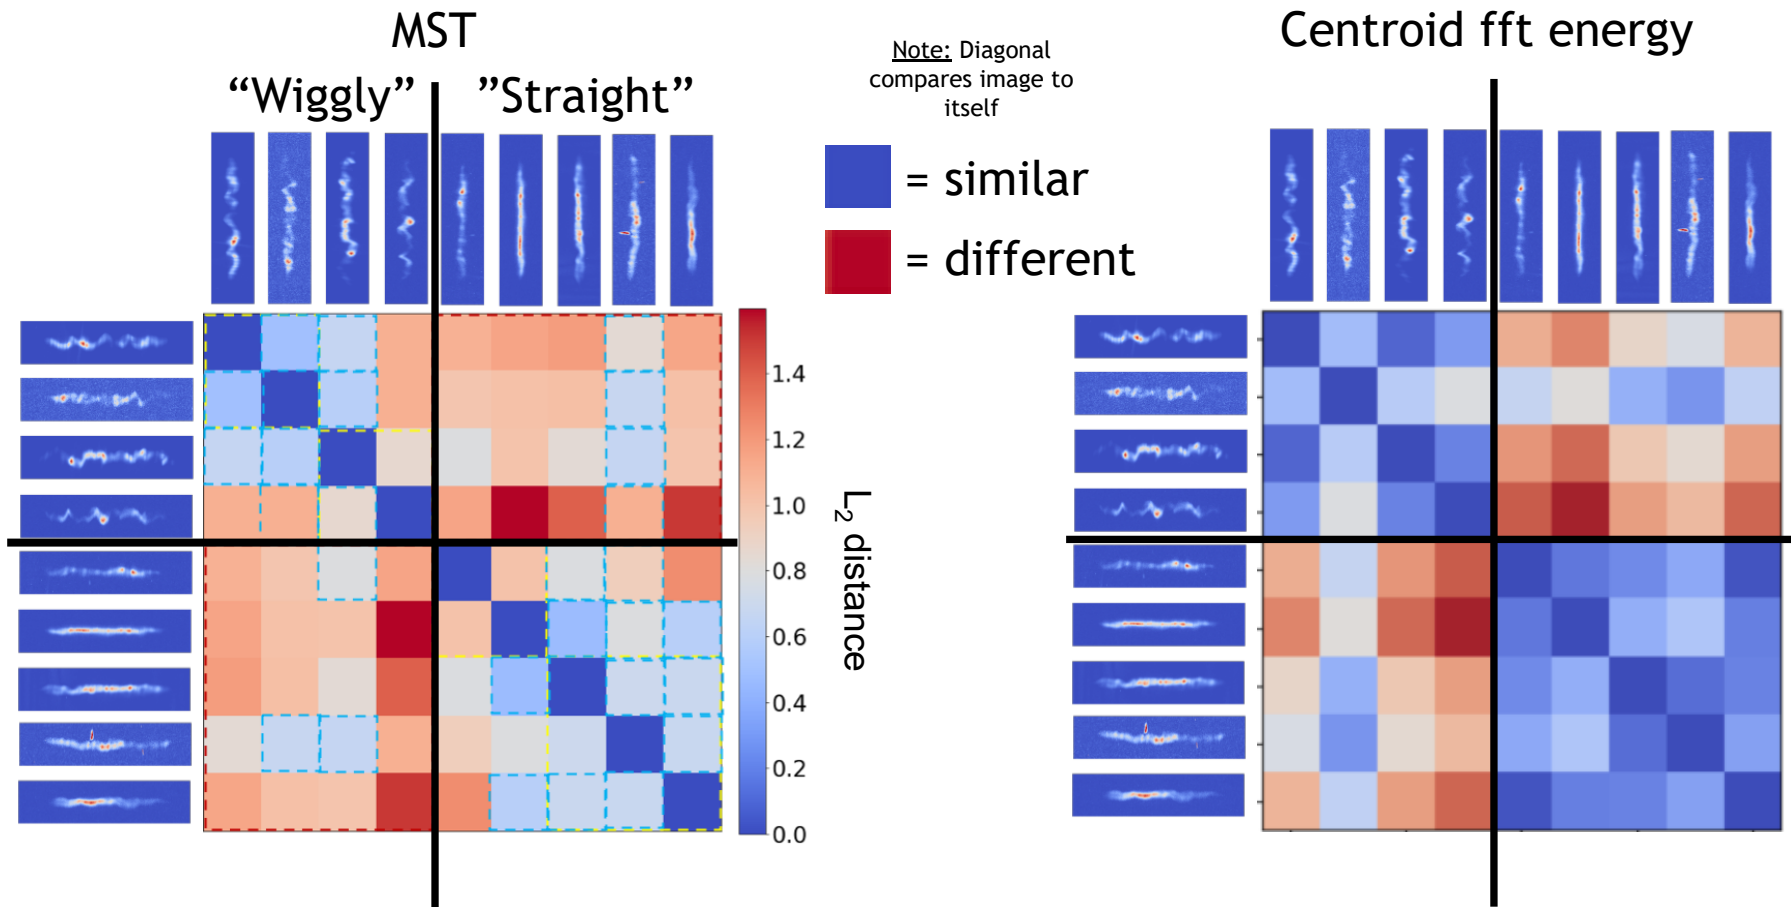 MST
Centroid fft energy
“Wiggly”
”Straight”
Note: Diagonal
compares image to
itself
= similar
= different
1.4
1.2
1.0
0.8
0.6
0.4
0.2
0.0
L2 distance